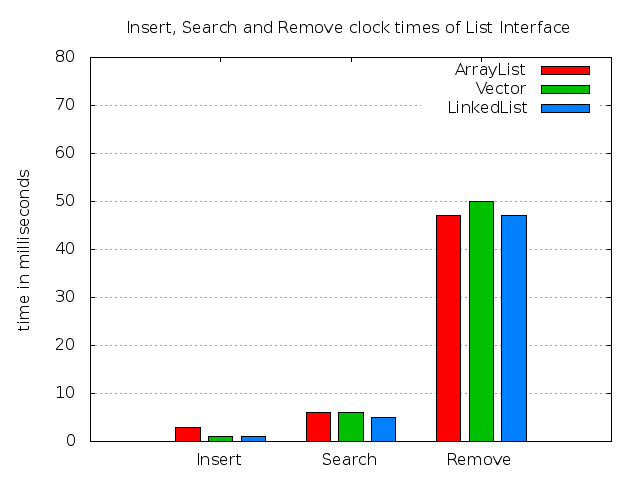 Insert, Search and Remove clock times of List Interface
80
70
60
50
40
30
20
10
0
time in milliseconds
ArrayList
Vector
LinkedList
Insert Search Remove